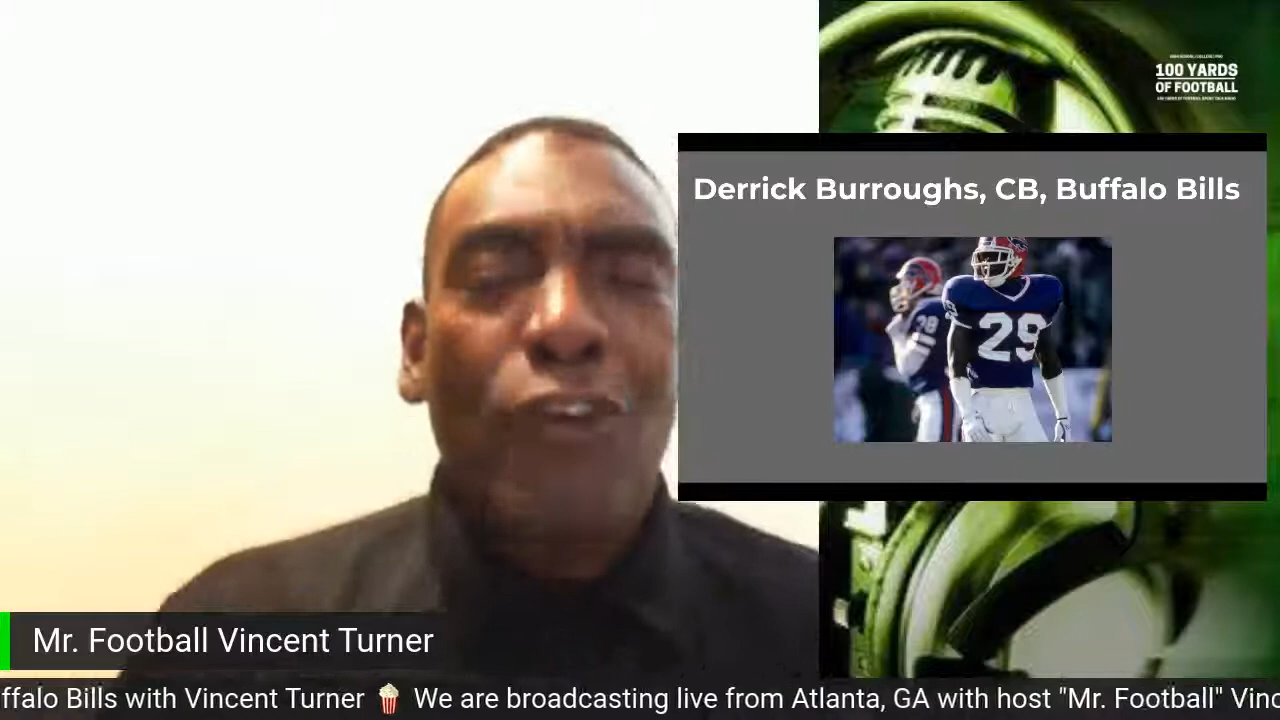 100 YARDS
OF FOOTBALL
Derrick Burroughs, CB, Buffalo Bills
29
Mr. Football Vincent Turner
ffalo Bills with Vincent Turner 🍿 We are broadcasting live from Atlanta, GA with host "Mr. Football" Vinc